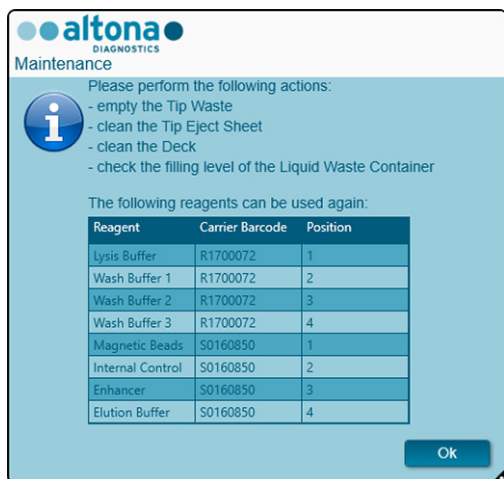 altona
DIAGNOSTICS
Maintenance
Please perform the following actions:
- empty the Tip Waste
- clean the Tip Eject Sheet
- clean the Deck
- check the filling level of the Liquid Waste Container
The following reagents can be used again:
Reagent Carrier Barcode Position
Lysis Buffer R1700072 1
Wash Buffer 1 R1700072 2
Wash Buffer 2 R1700072 3
Wash Buffer 3 R1700072 4
Magnetic Beads S0160850 1
Internal Control S0160850 2
Enhancer S0160850 3
Elution Buffer S0160850 4
Ok